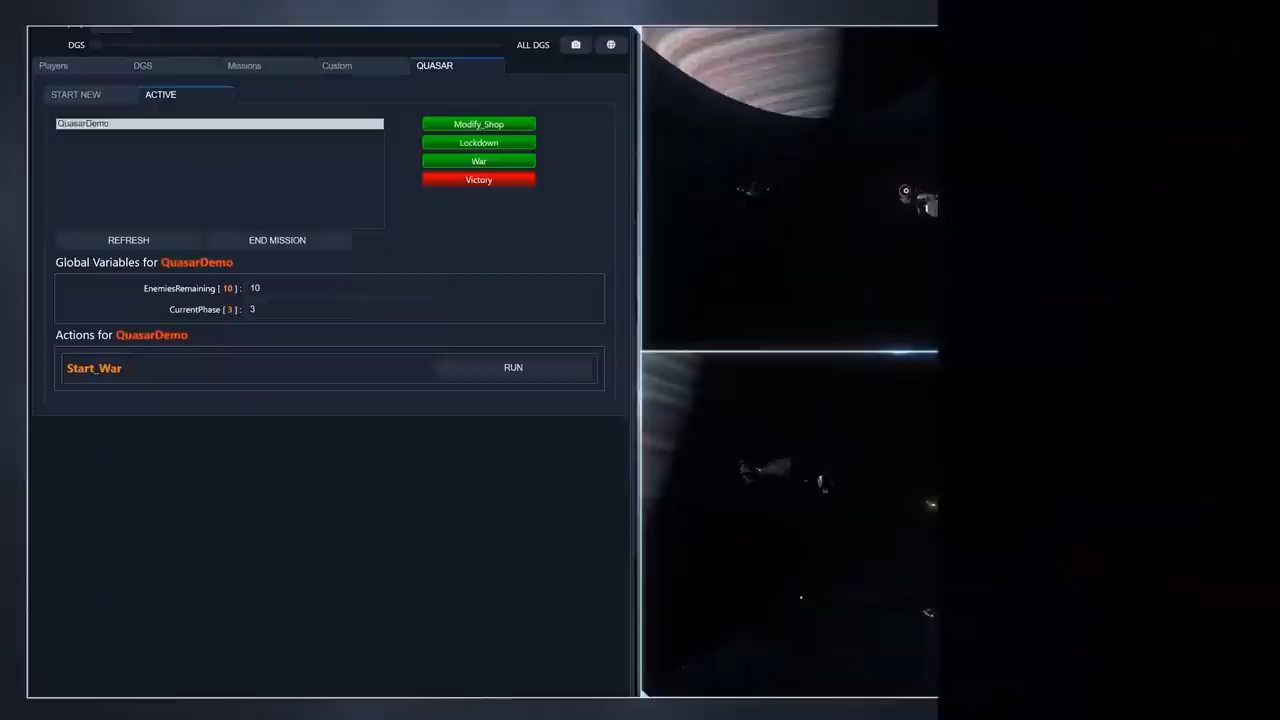 DGS ALL DGS
Players DGS Missions Custom QUASAR
START NEW ACTIVE
QuasarDemo
Modify_Shop
Lockdown
War
Victory
REFRESH END MISSION
Global Variables for QuasarDemo
EnemiesRemaining [ 10 ] : 10
CurrentPhase [ 3 ] : 3
Actions for QuasarDemo
Start_War RUN